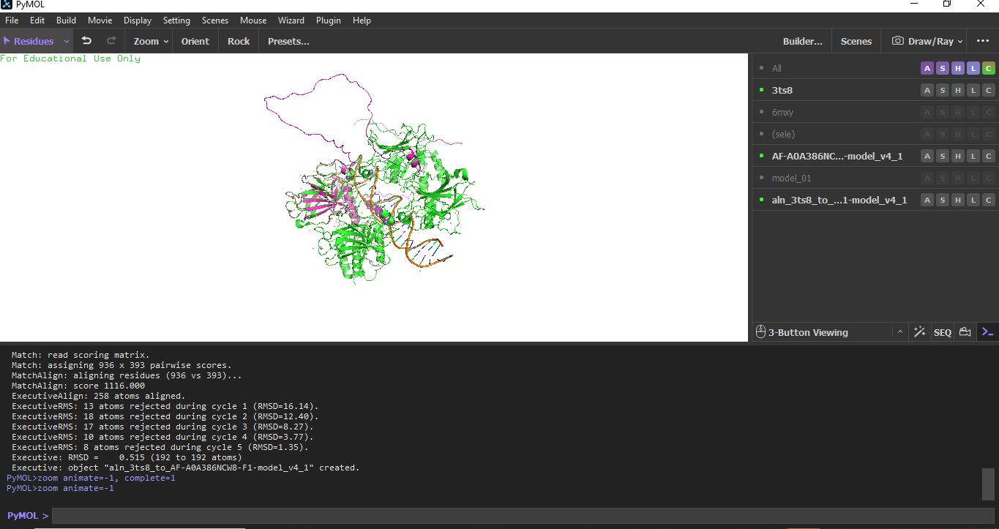 PyMOL
File Edit Build Movie Display Setting Scenes Mouse Wizard Plugin Help
Residues Zoom Orient Rock Presets... Builder... Scenes Draw/Ray
For Educational Use Only
All A S H L C
3ts8 A S H L C
6mxy A S H L C
(sele) A S H L C
AF-A0A386NC...-model_v4_1 A S H L C
model_01 A S H L C
aln_3ts8_to_...1-model_v4_1 A S H L C
3-Button Viewing SEQ
Match: read scoring matrix.
Match: assigning 936 x 393 pairwise scores.
MatchAlign: aligning residues (936 vs 393)...
MatchAlign: score 1116.000
ExecutiveAlign: 258 atoms aligned.
ExecutiveRMS: 13 atoms rejected during cycle 1 (RMSD=16.14).
ExecutiveRMS: 18 atoms rejected during cycle 2 (RMSD=12.40).
ExecutiveRMS: 17 atoms rejected during cycle 3 (RMSD=8.27).
ExecutiveRMS: 10 atoms rejected during cycle 4 (RMSD=3.77).
ExecutiveRMS: 8 atoms rejected during cycle 5 (RMSD=1.35).
Executive: RMSD =    0.515 (192 to 192 atoms)
Executive: object "aln_3ts8_to_AF-A0A386NCW8-F1-model_v4_1" created.
PyMOL>zoom animate=-1, complete=1
PyMOL>zoom animate=-1
PyMOL >